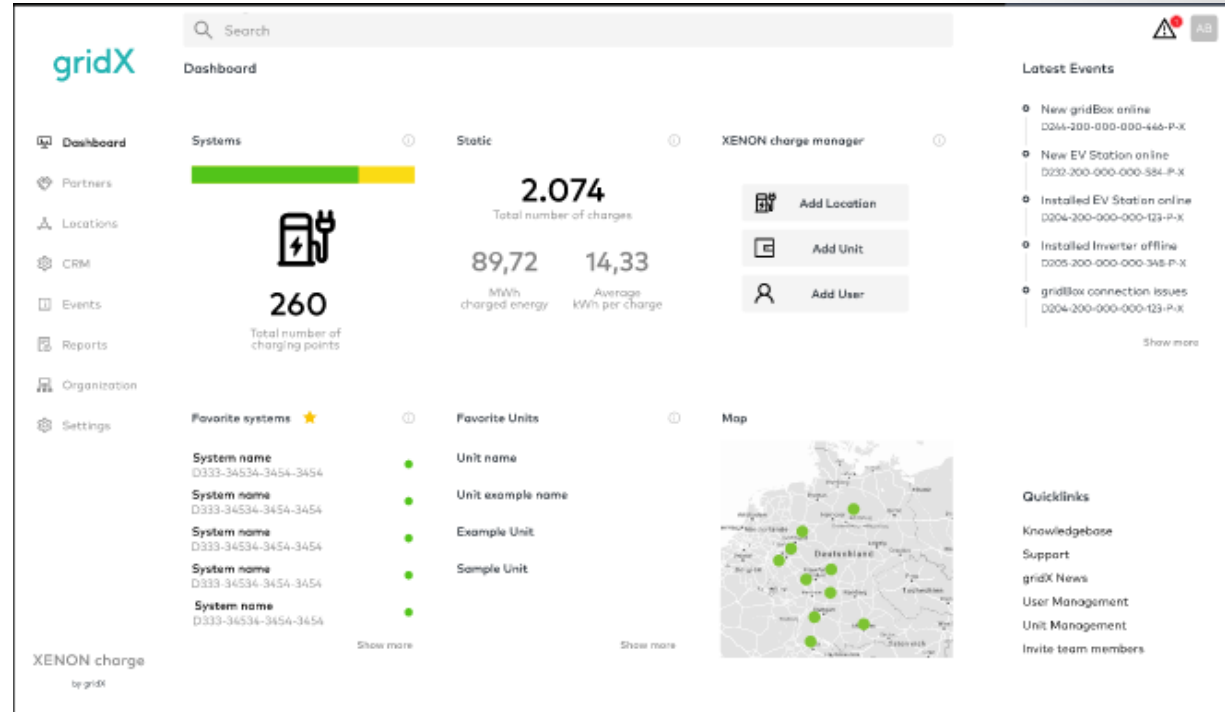 Search
AB
gridX
Dashboard
Latest Events
Dashboard
Partners
Locations
CRM
Events
Reports
Organization
Settings
Systems
260
Total number of
charging points
Static
2.074
Total number of charges
89,72
MWh
charged energy
14,33
Average
kWh per charge
XENON charge manager
Add Location
Add Unit
Add User
New gridBox online
D244-200-000-000-446-P-X
New EV Station online
D232-200-000-000-584-P-X
Installed EV Station online
D204-200-000-000-123-P-X
Installed Inverter offline
D205-200-000-000-348-P-X
gridBox connection issues
D204-200-000-000-123-P-X
Show more
Favorite systems
System name
D333-34534-3454-3454
System name
D333-34534-3454-3454
System name
D333-34534-3454-3454
System name
D333-34534-3454-3454
System name
D333-34534-3454-3454
Show more
Favorite Units
Unit name
Unit example name
Example Unit
Sample Unit
Show more
Map
Deutschland
Österreich
Quicklinks
Knowledgebase
Support
gridX News
User Management
Unit Management
Invite team members
XENON charge
by gridX